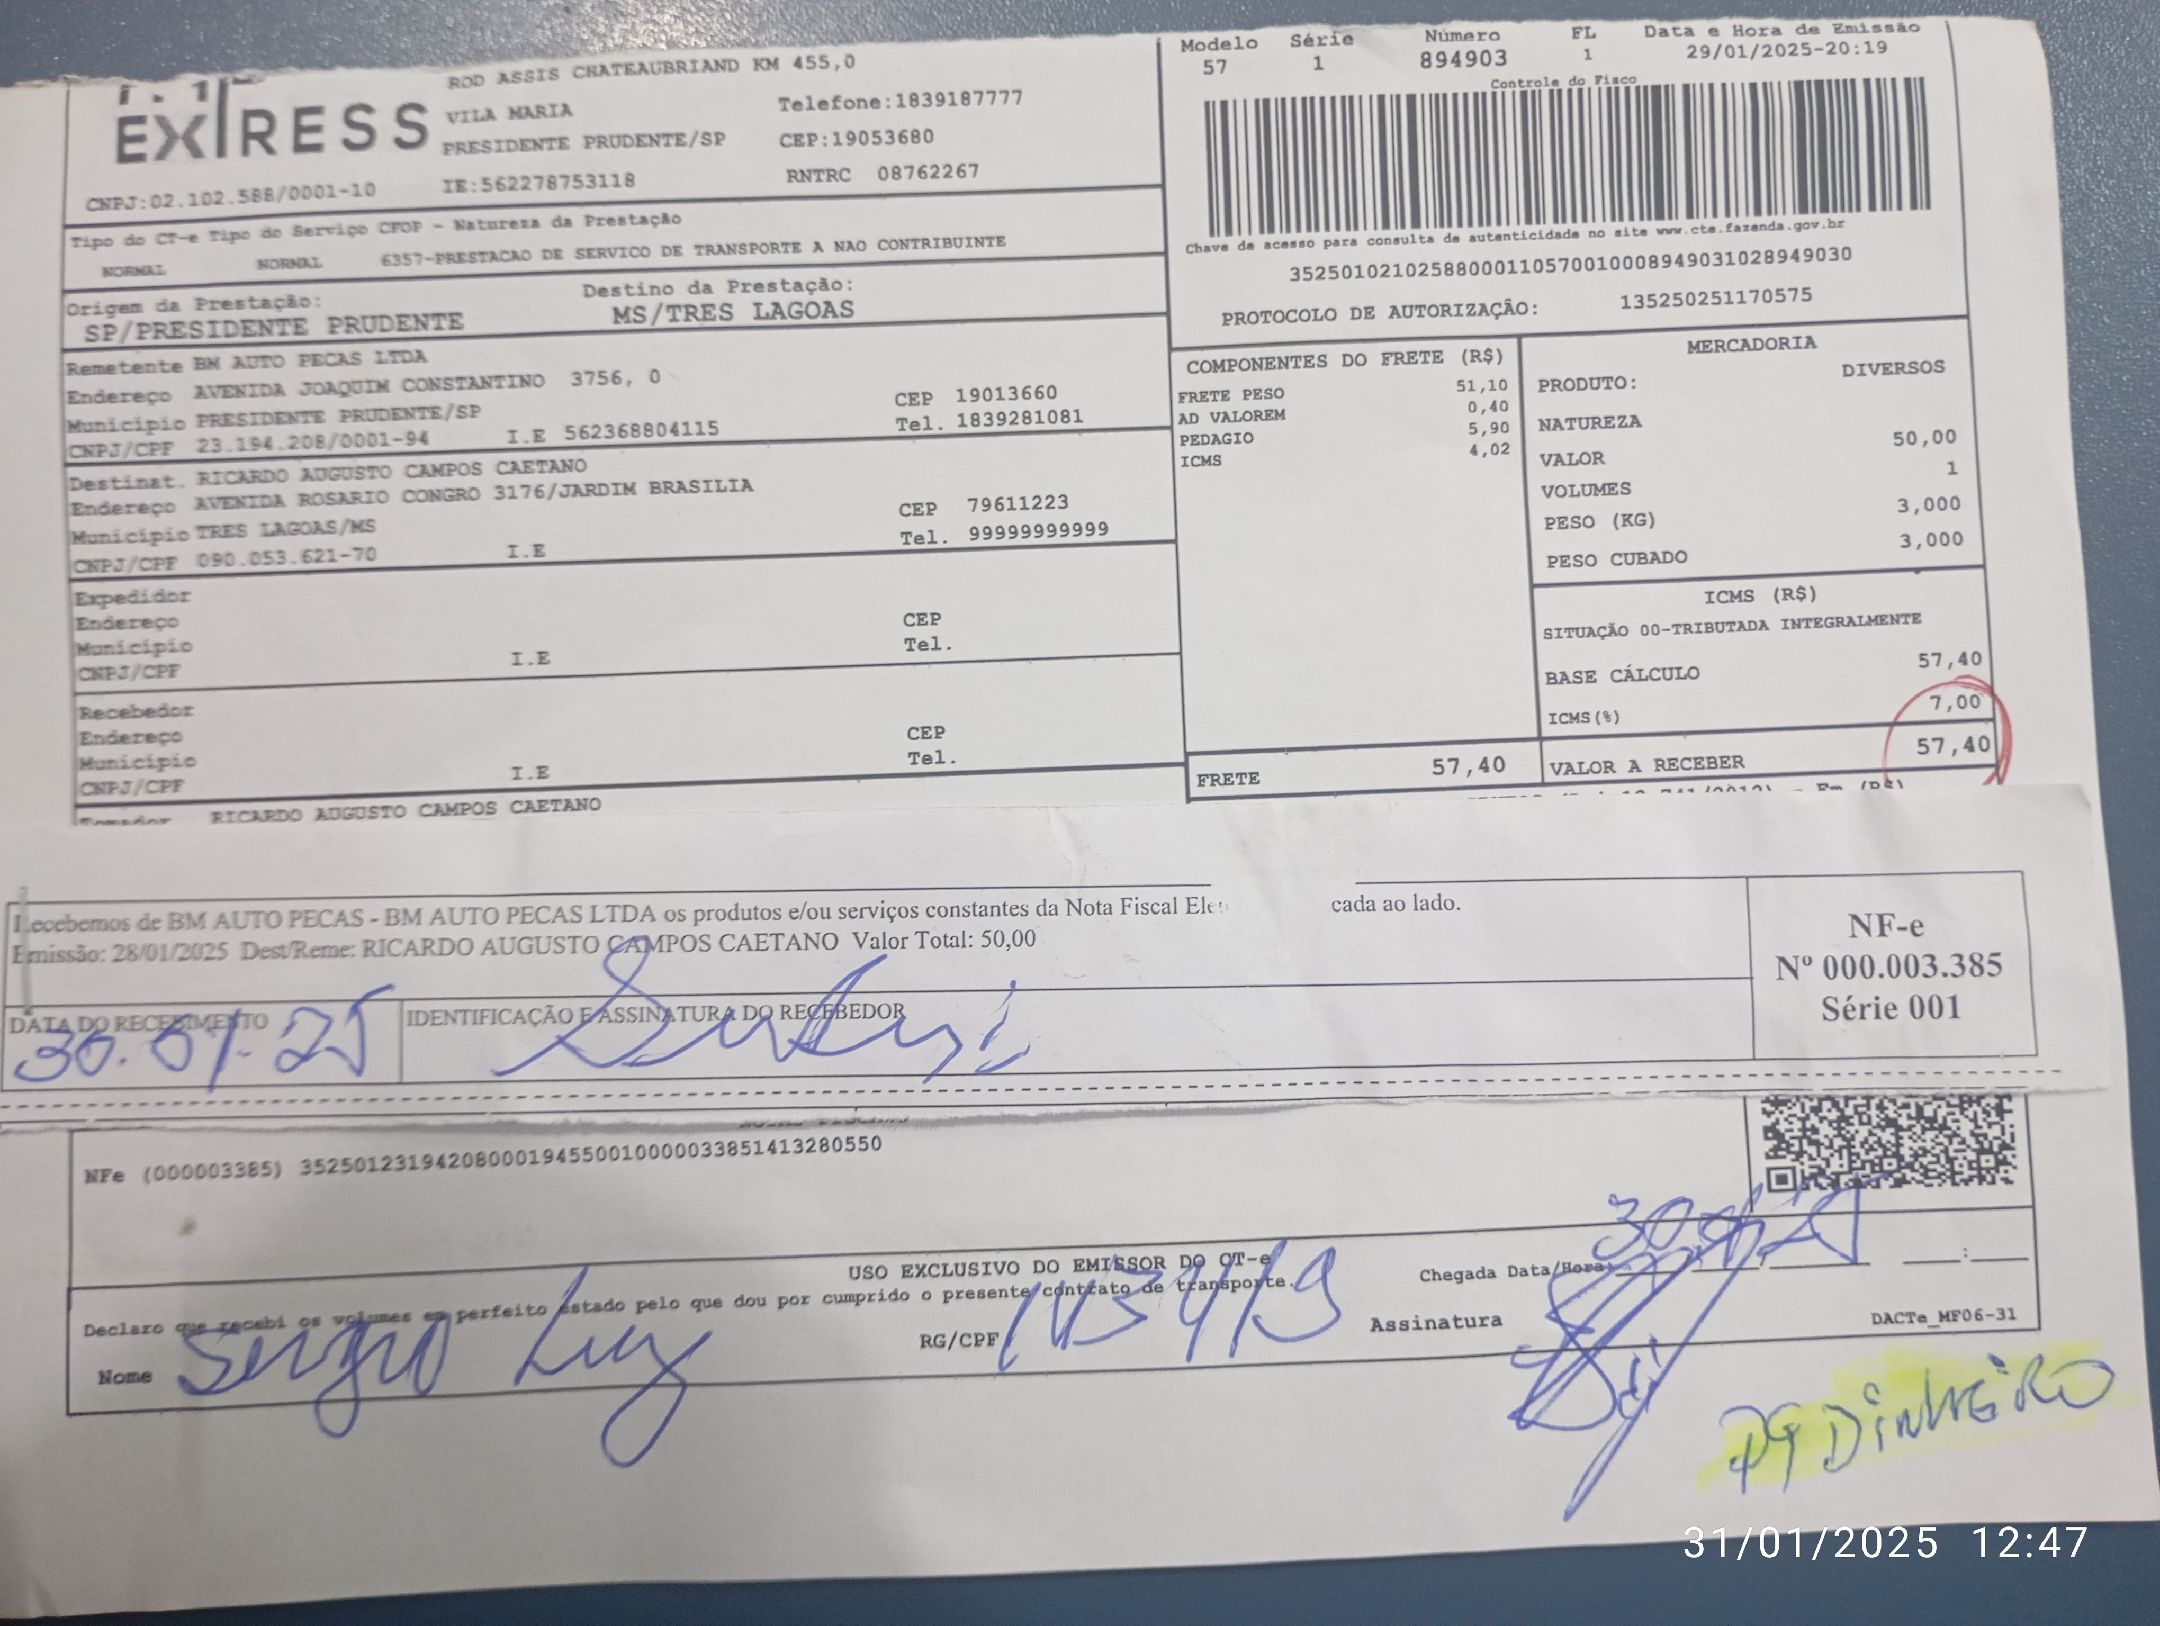 EXPRESS
ROD ASSIS CHATEAUBRIAND KM 455,0
VILA MARIA Telefone:1839187777
PRESIDENTE PRUDENTE/SP CEP:19053680
CNPJ:02.102.588/0001-10 IE:562278753118 RNTRC 08762267
Modelo Série Número FL Data e Hora de Emissão
57 1 894903 1 29/01/2025-20:19
Controle do Fisco
Chave de acesso para consulta de autenticidade no site www.cte.fazenda.gov.br
35250102102588000110570010008949031028949030
PROTOCOLO DE AUTORIZAÇÂO: 135250251170575
Tipo do CT-e Tipo do Serviço CFOP - Natureza da Prestação
NORMAL NORMAL 6357-PRESTACAO DE SERVICO DE TRANSPORTE A NAO CONTRIBUINTE
Origem da Prestação: Destino da Prestação:
SP/PRESIDENTE PRUDENTE MS/TRES LAGOAS
Remetente BM AUTO PECAS LTDA
Endereço AVENIDA JOAQUIM CONSTANTINO 3756, 0 CEP 19013660
Município PRESIDENTE PRUDENTE/SP Tel. 1839281081
CNPJ/CPF 23.194.208/0001-94 I.E 562368804115
Destinat. RICARDO AUGUSTO CAMPOS CAETANO
Endereço AVENIDA ROSARIO CONGRO 3176/JARDIM BRASILIA CEP 79611223
Município TRES LAGOAS/MS Tel. 99999999999
CNPJ/CPF 090.053.621-70 I.E
Expedidor
Endereço CEP
Município Tel.
CNPJ/CPF I.E
Recebedor
Endereço CEP
Município Tel.
CNPJ/CPF I.E
Tomador RICARDO AUGUSTO CAMPOS CAETANO
COMPONENTES DO FRETE (R$)
FRETE PESO 51,10
AD VALOREM 0,40
PEDAGIO 5,90
ICMS 4,02
FRETE 57,40
MERCADORIA
PRODUTO: DIVERSOS
NATUREZA
VALOR 50,00
VOLUMES 1
PESO (KG) 3,000
PESO CUBADO 3,000
ICMS (R$)
SITUAÇÃO 00-TRIBUTADA INTEGRALMENTE
BASE CÁLCULO 57,40
ICMS(%) 7,00
VALOR A RECEBER 57,40
Recebemos de BM AUTO PECAS - BM AUTO PECAS LTDA os produtos e/ou serviços constantes da Nota Fiscal Ele cada ao lado.
Emissão: 28/01/2025 Dest/Reme: RICARDO AUGUSTO CAMPOS CAETANO Valor Total: 50,00
DATA DO RECEBIMENTO IDENTIFICAÇÃO E ASSINATURA DO RECEBEDOR
30.01.25
NF-e
Nº 000.003.385
Série 001
NFe (000003385) 35250123194208000194550010000033851413280550
USO EXCLUSIVO DO EMISSOR DO CT-e
Declaro que recebi os volumes em perfeito estado pelo que dou por cumprido o presente contrato de transporte.
Chegada Data/Hora:
Nome Sergio Luz RG/CPF Assinatura
DACTe_MF06-31
PG DINHEIRO
31/01/2025 12:47